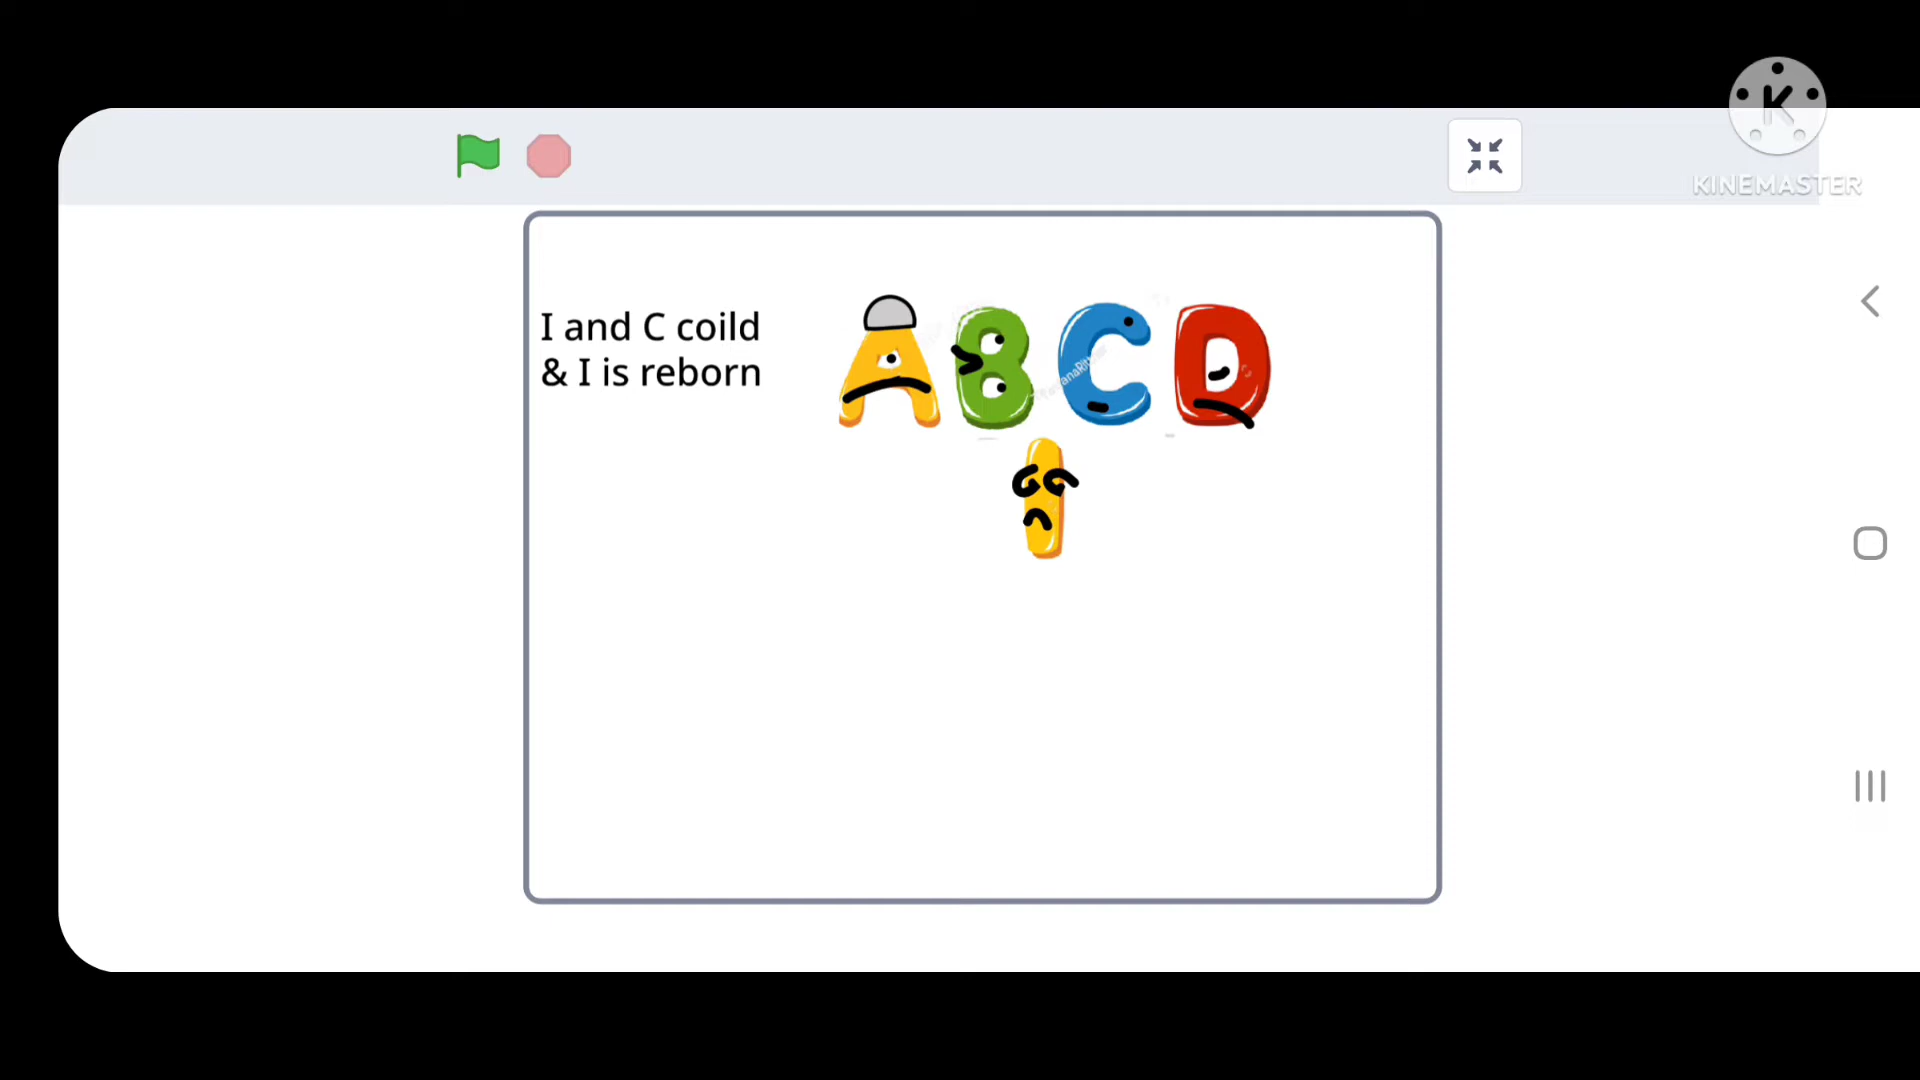 K
KINEMASTER
I and C coild
& I is reborn
A B C D
I